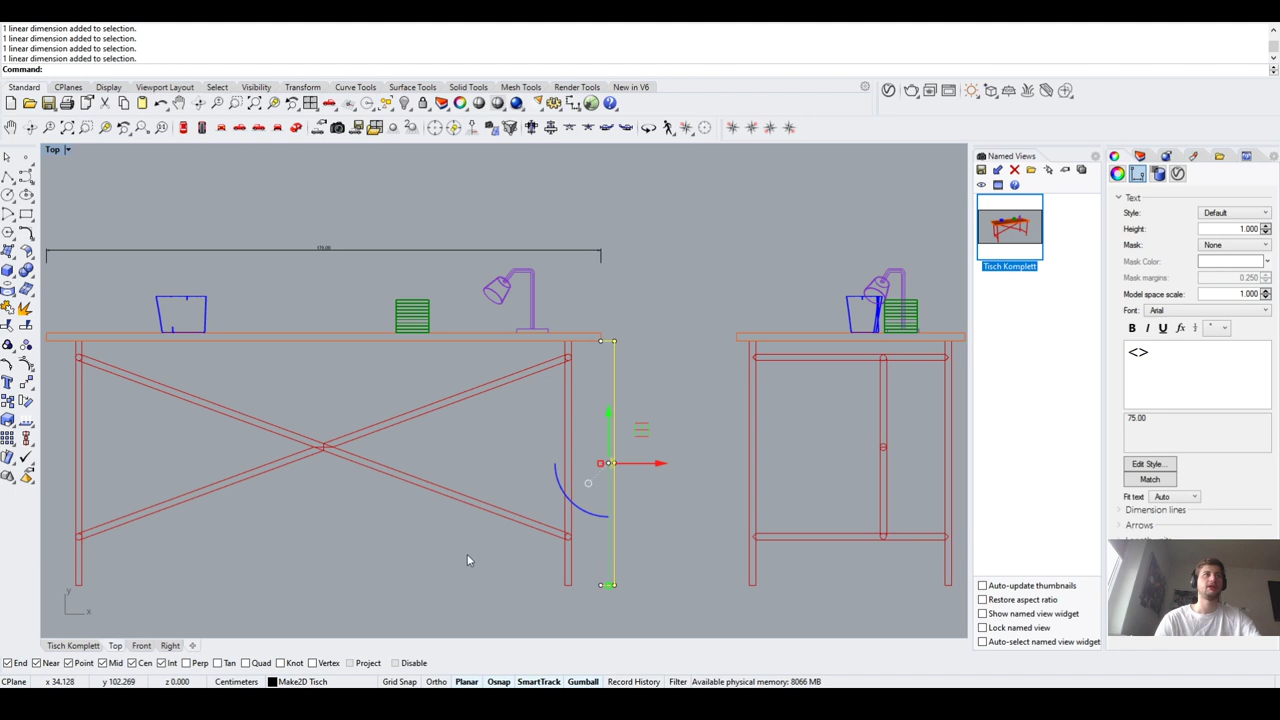 1 linear dimension added to selection.
1 linear dimension added to selection.
1 linear dimension added to selection.
1 linear dimension added to selection.
Command:
Standard CPlanes Display Viewport Layout Select Visibility Transform Curve Tools Surface Tools Solid Tools Mesh Tools Render Tools New in V6
Top
Named Views
Tisch Komplett
Text
Style: Default
Height: 1.000
Mask: None
Mask Color:
Mask margins: 0.250
Model space scale: 1.000
Font: Arial
B I U
<>
75.00
Edit Style...
Match
Fit text Auto
Dimension lines
Arrows
170.00
y
x
Auto-update thumbnails
Restore aspect ratio
Show named view widget
Lock named view
Auto-select named view widget
Tisch Komplett Top Front Right
End Near Point Mid Cen Int Perp Tan Quad Knot Vertex Project Disable
CPlane x 34.128 y 102.269 z 0.000 Centimeters Make2D Tisch Grid Snap Ortho Planar Osnap SmartTrack Gumball Record History Filter Available physical memory: 8066 MB